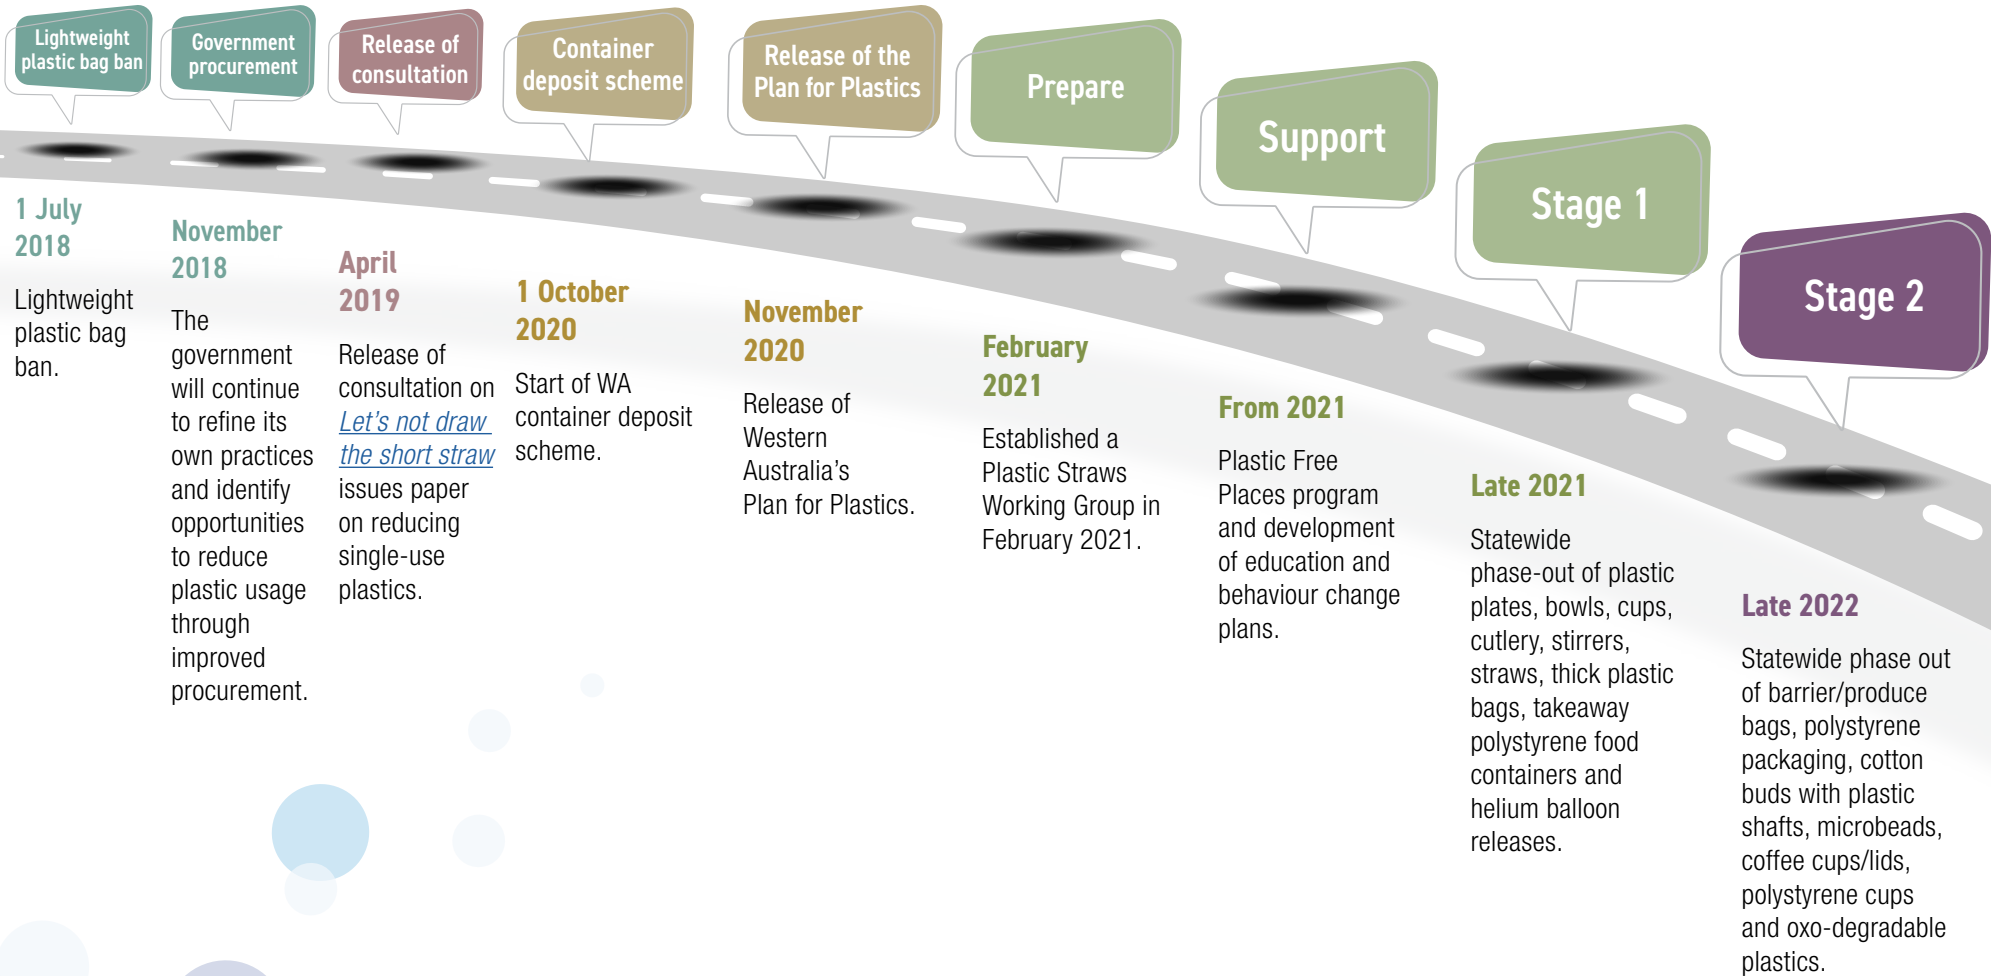 Lightweight
plastic bag ban
Government
procurement
Release of
consultation
Container
deposit scheme
Release of the
Plan for Plastics
Prepare
Support
Stage 1
Stage 2
1 July
2018
Lightweight
plastic bag
ban.
November
2018
The
government
will continue
to refine its
own practices
and identify
opportunities
to reduce
plastic usage
through
improved
procurement.
April
2019
Release of
consultation on
Let's not draw
the short straw
issues paper
on reducing
single-use
plastics.
1 October
2020
Start of WA
container deposit
scheme.
November
2020
Release of
Western
Australia's
Plan for Plastics.
February
2021
Established a
Plastic Straws
Working Group in
February 2021.
From 2021
Plastic Free
Places program
and development
of education and
behaviour change
plans.
Late 2021
Statewide
phase-out of plastic
plates, bowls, cups,
cutlery, stirrers,
straws, thick plastic
bags, takeaway
polystyrene food
containers and
helium balloon
releases.
Late 2022
Statewide phase out
of barrier/produce
bags, polystyrene
packaging, cotton
buds with plastic
shafts, microbeads,
coffee cups/lids,
polystyrene cups
and oxo-degradable
plastics.